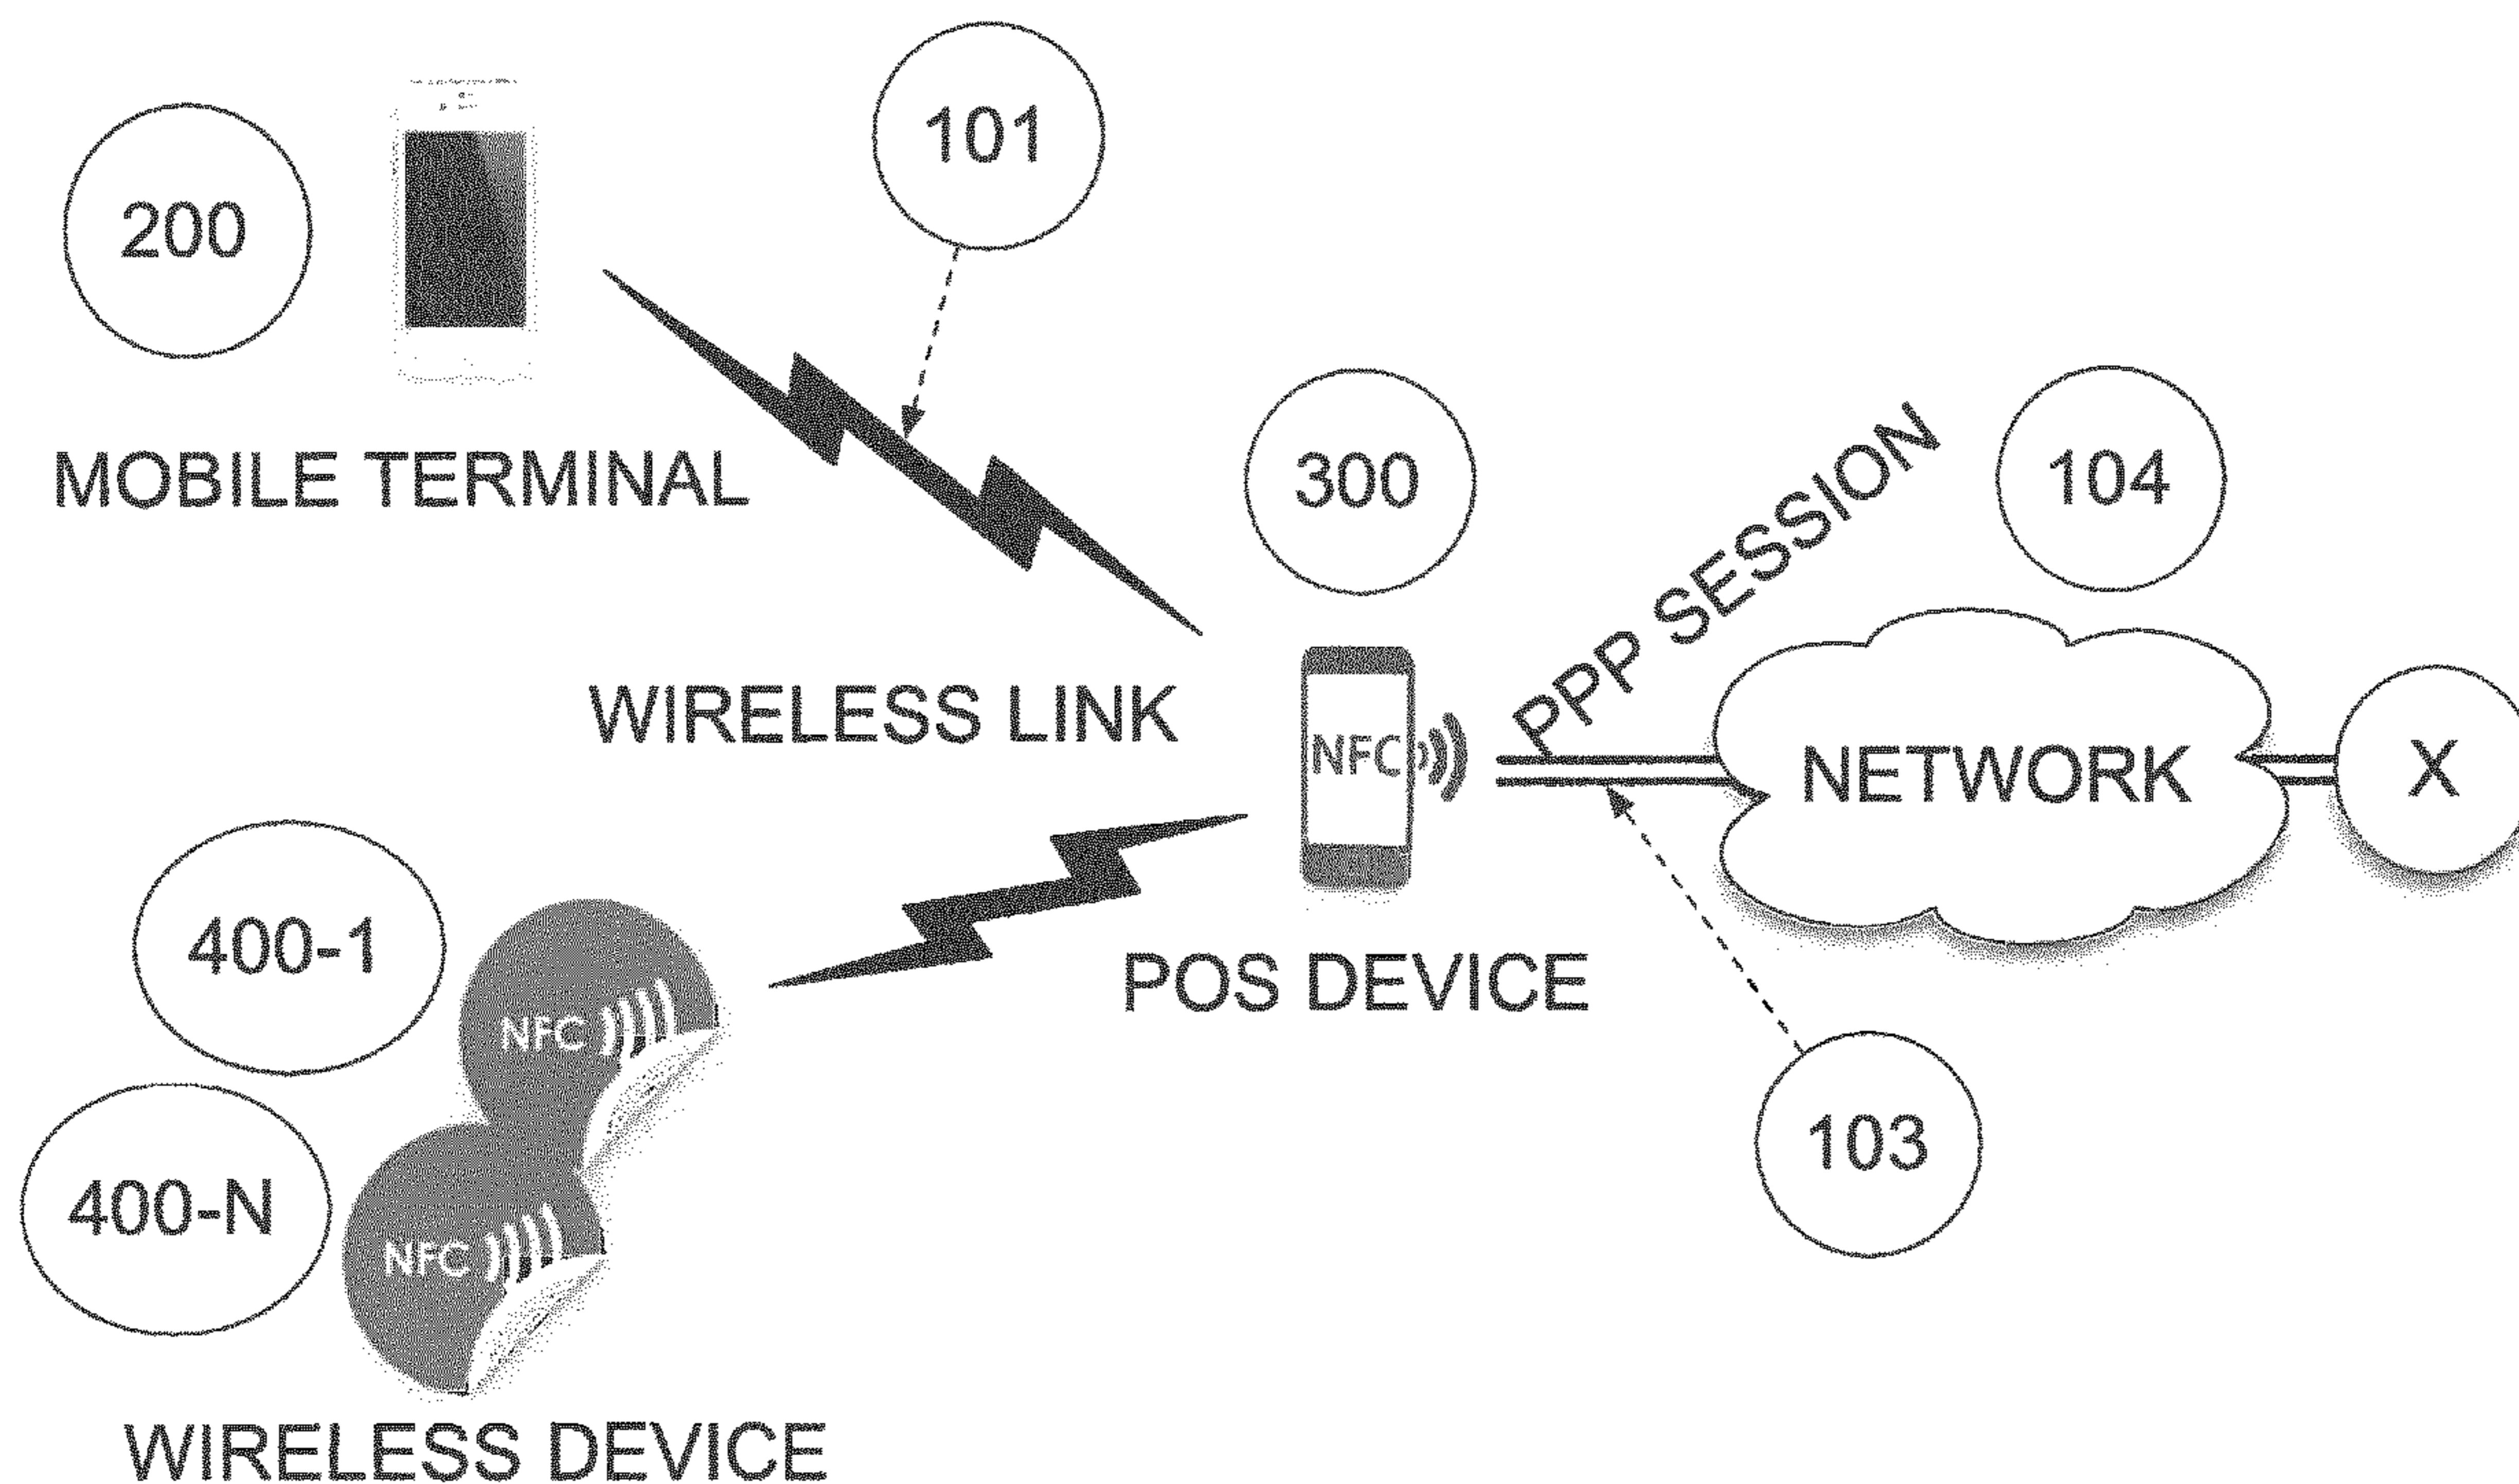 101
200
MOBILE TERMINAL
300
PPP SESSION
104
WIRELESS LINK
NFC
NETWORK
X
400-1
NFC
POS DEVICE
400-N
NFC
103
WIRELESS DEVICE